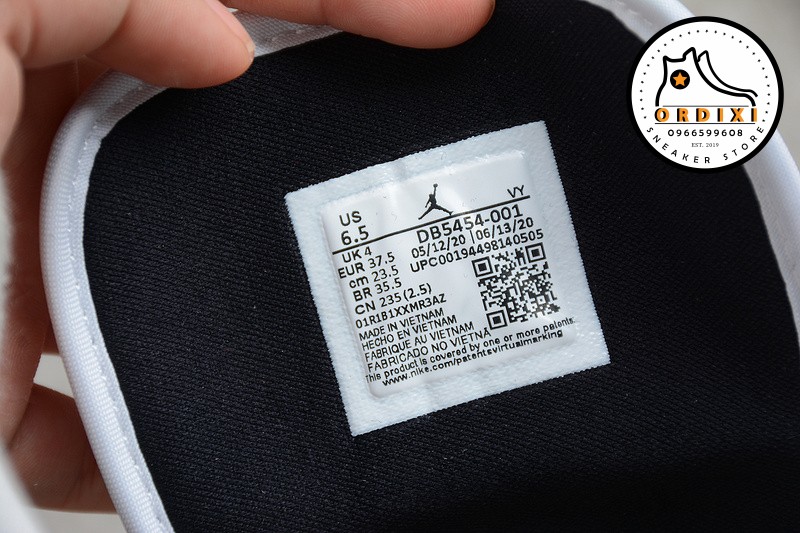 US
6.5
VY
UK 4
EUR 37.5
cm 23.5
BR 35.5
CN 235 (2.5)
DB5454-001
05/12/20 06/13/20
UPC00194498140505
01R1B1XXMR3AZ
MADE IN VIETNAM
HECHO EN VIETNAM
FABRIQUE AU VIETNAM
FABRICADO NO VIETNÃ
This product is covered by one or more patents.
www.nike.com/patentsvirtualmarking
ORDIXI
0966599608
EST. 2019
SNEAKER STORE